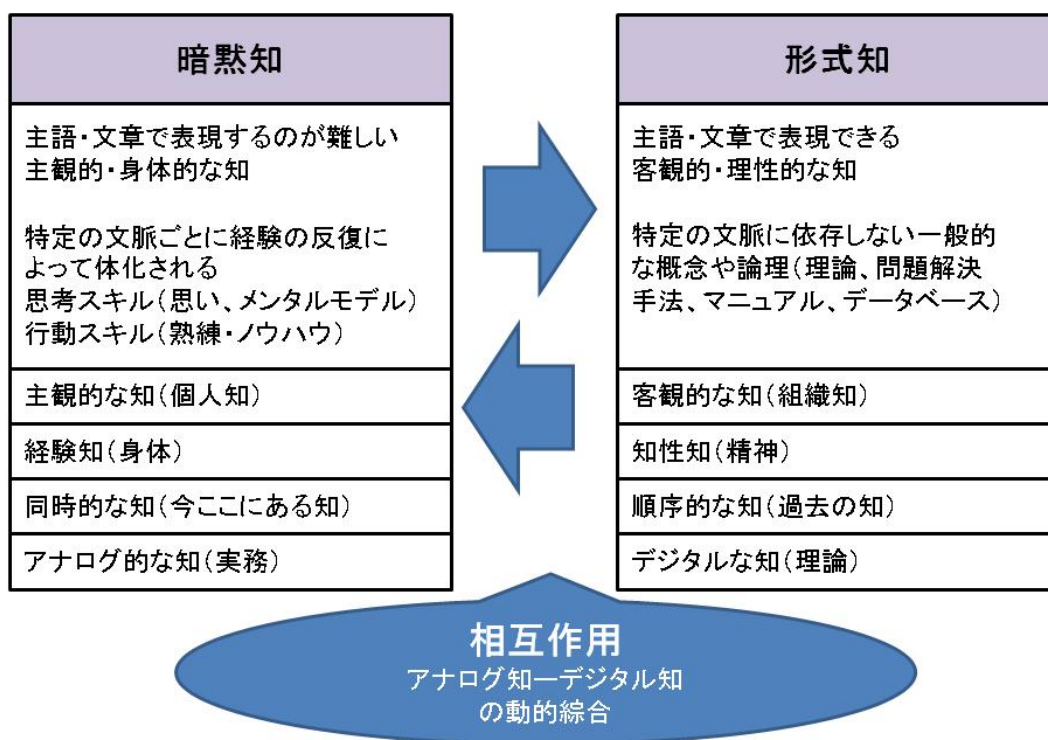 暗黙知
主語・文章で表現するのが難しい
主観的・身体的な知
特定の文脈ごとに経験の反復に
よって体化される
思考スキル(思い、メンタルモデル)
行動スキル(熟練・ノウハウ)
主観的な知(個人知)
経験知(身体)
同時的な知(今ここにある知)
アナログ的な知(実務)
形式知
主語・文章で表現できる
客観的・理性的な知
特定の文脈に依存しない一般的
な概念や論理(理論、問題解決
手法、マニュアル、データベース)
客観的な知(組織知)
知性知(精神)
順序的な知(過去の知)
デジタルな知(理論)
相互作用
アナログ知―デジタル知
の動的綜合